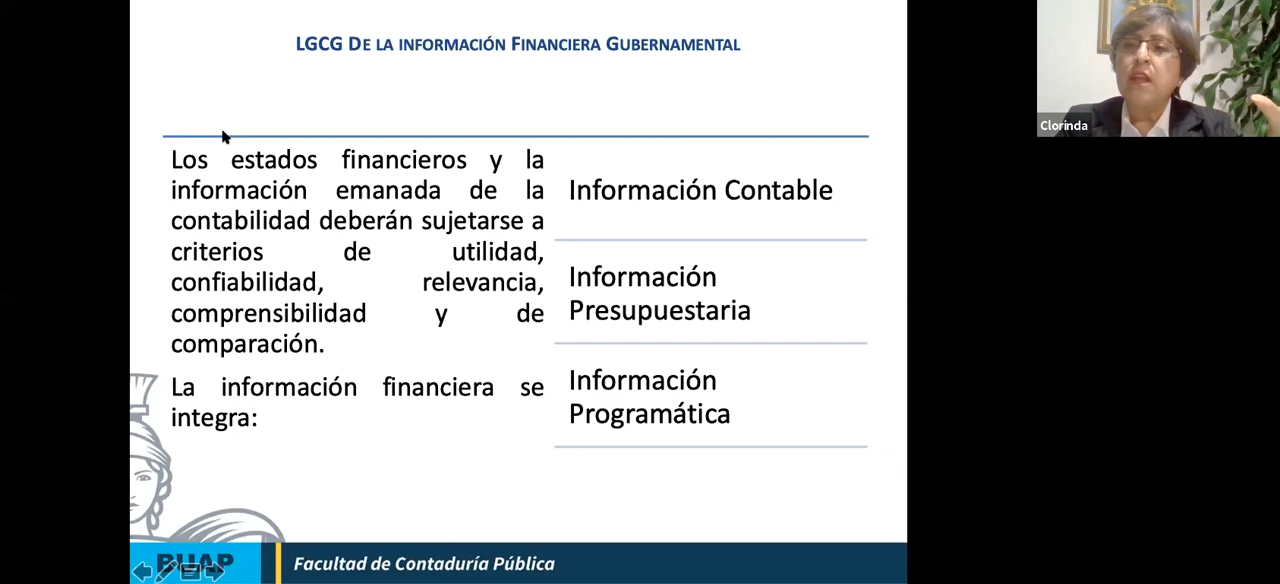 LGCG DE LA INFORMACIÓN FINANCIERA GUBERNAMENTAL
Clorinda
Los estados financieros y la
información emanada de la
contabilidad deberán sujetarse a
criterios de utilidad,
confiabilidad, relevancia,
comprensibilidad y de
comparación.
La información financiera se
integra:
Información Contable
Información
Presupuestaria
Información
Programática
BUAP
Facultad de Contaduría Pública